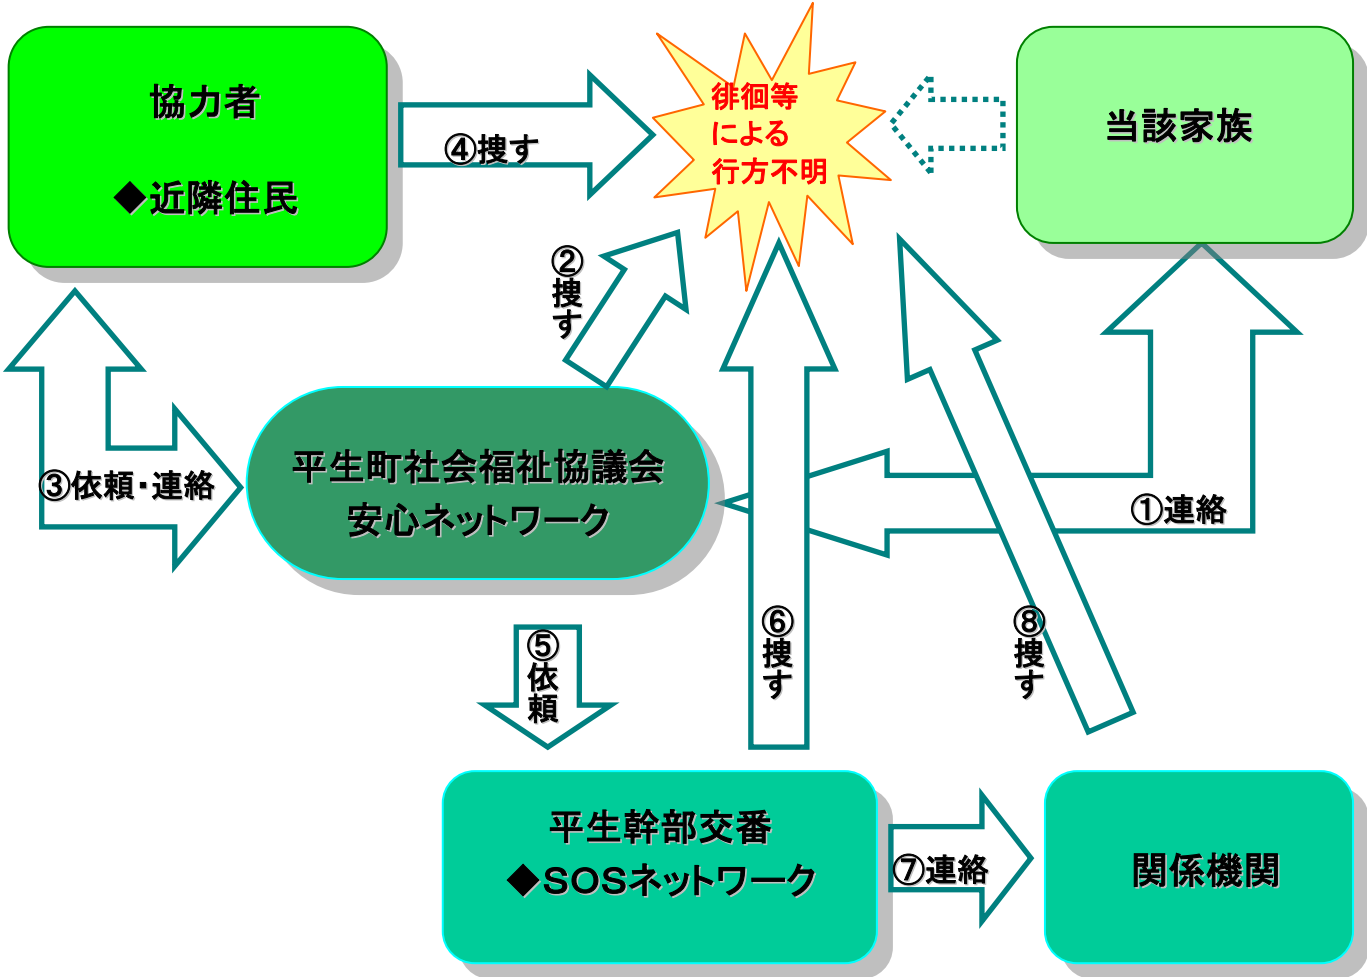 協力者
◆近隣住民
④捜す
徘徊等
による
行方不明
当該家族
②捜す
③依頼・連絡
平生町社会福祉協議会
安心ネットワーク
①連絡
⑤依頼
⑥捜す
⑧捜す
平生幹部交番
◆SOSネットワーク
⑦連絡
関係機関